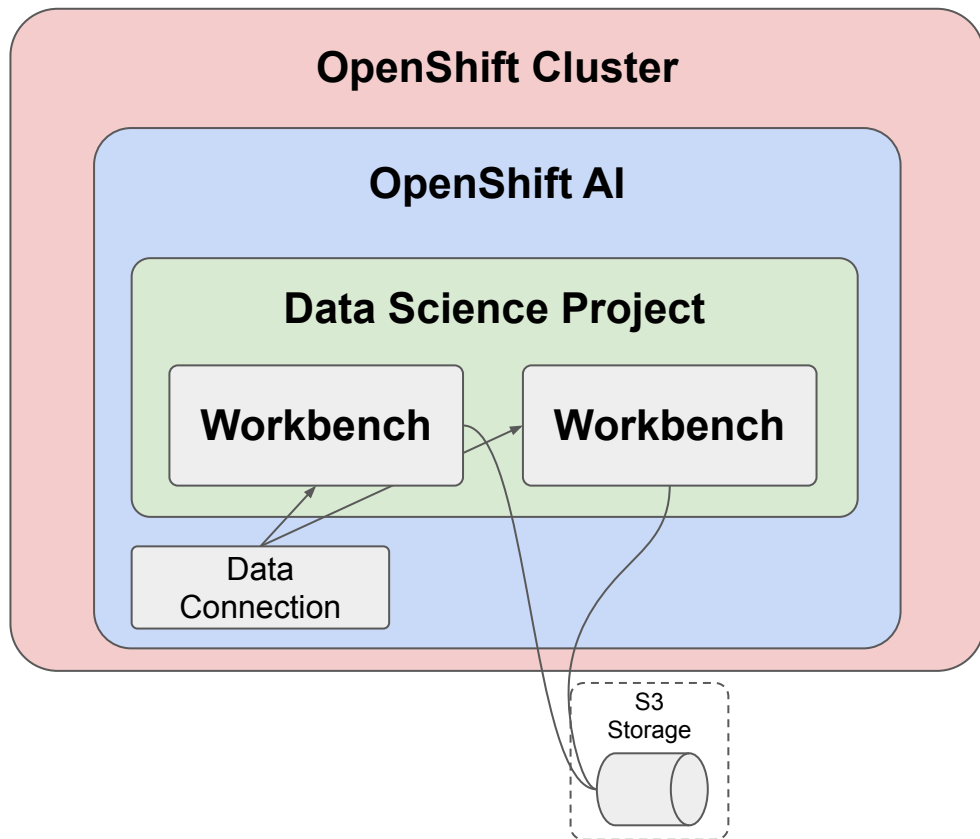 OpenShift Cluster
OpenShift AI
Data Science Project
Workbench
Workbench
Data
Connection
S3
Storage